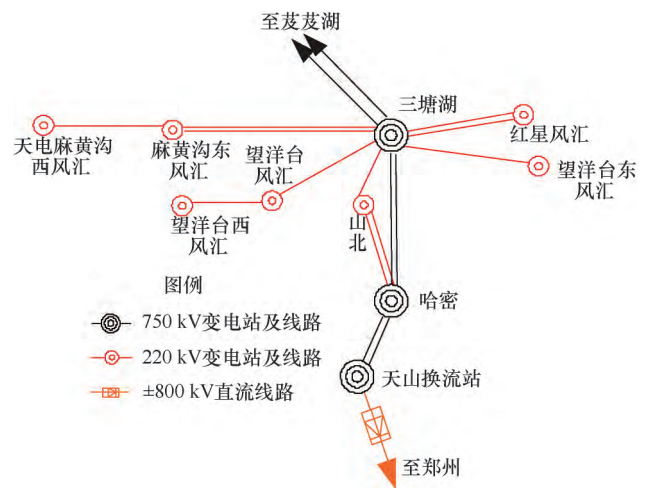 至芨芨湖
三塘湖
红星风汇
天电麻黄沟
西风汇
麻黄沟东
风汇
望洋台
风汇
望洋台东
风汇
望洋台西
风汇
山
北
图例
哈密
750 kV变电站及线路
220 kV变电站及线路
天山换流站
±800 kV直流线路
至郑州